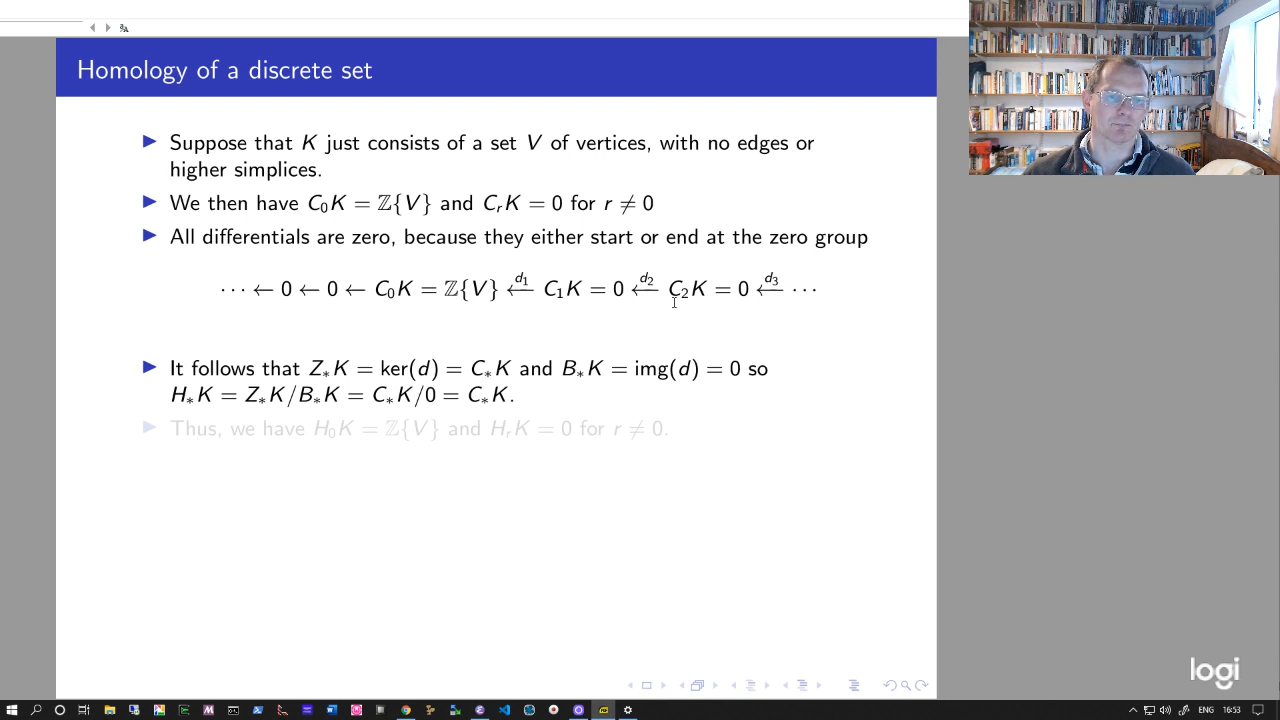 Homology of a discrete set
▶ Suppose that K just consists of a set V of vertices, with no edges or
higher simplices.
▶ We then have C₀K = ℤ{V} and CᵣK = 0 for r ≠ 0
▶ All differentials are zero, because they either start or end at the zero group
d₁ d₂ d₃
⋯ ← 0 ← 0 ← C₀K = ℤ{V} ← C₁K = 0 ← C₂K = 0 ← ⋯
▶ It follows that Z∗K = ker(d) = C∗K and B∗K = img(d) = 0 so
H∗K = Z∗K/B∗K = C∗K/0 = C∗K.
▶ Thus, we have H₀K = ℤ{V} and HᵣK = 0 for r ≠ 0.
logi
ENG 16:53